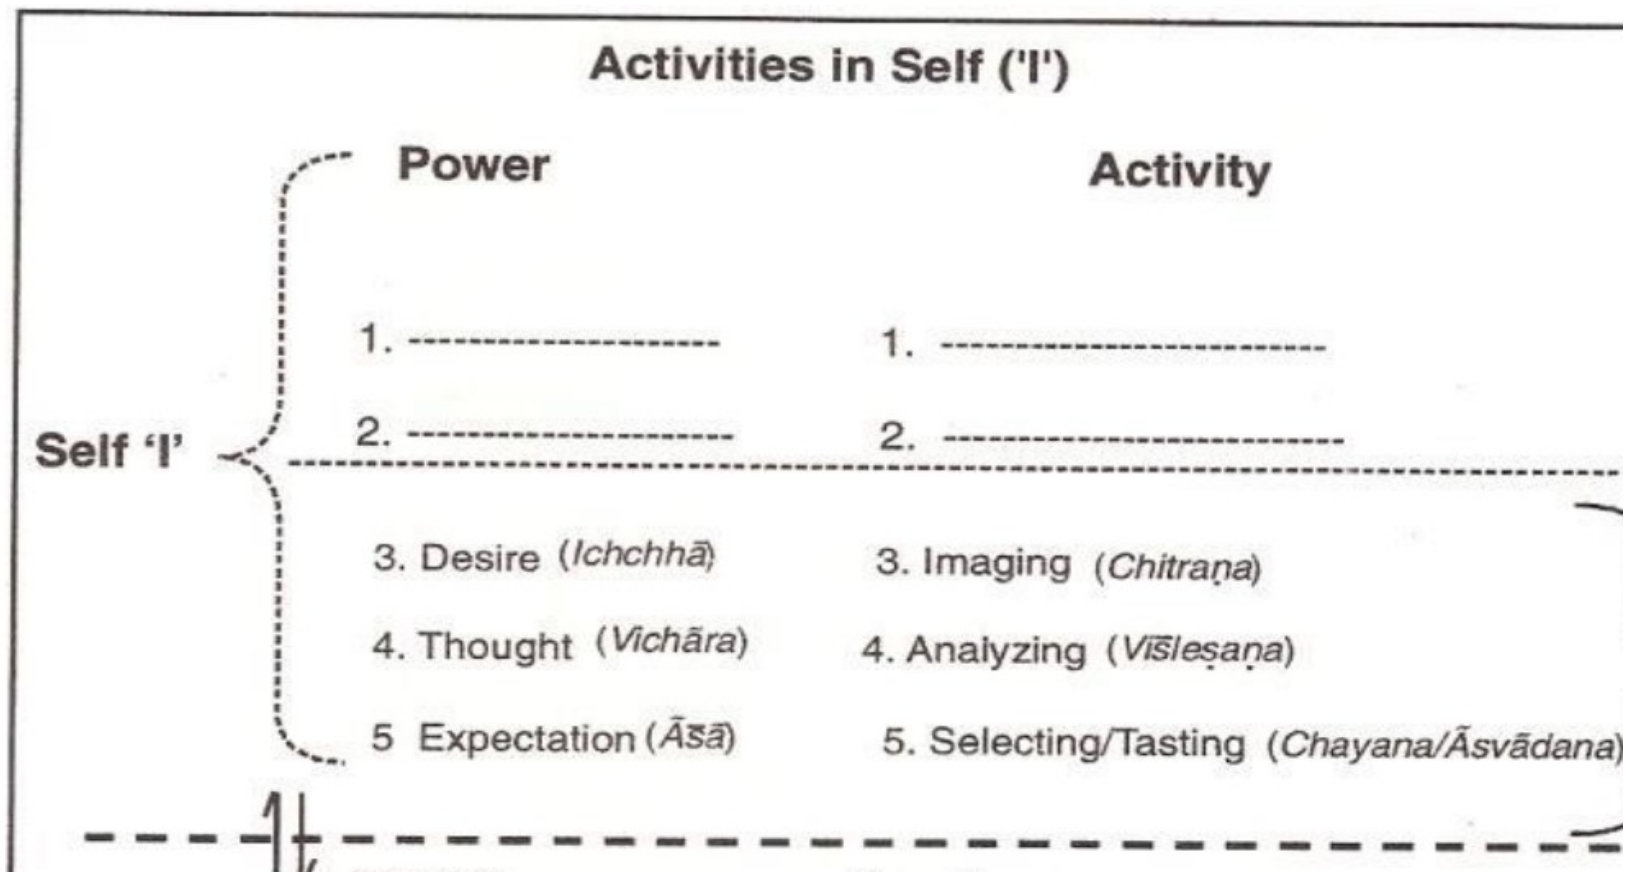 Activities in Self ('I')
Power Activity
1. ------------------- 1. -----------------------
2. ------------------- 2. ------------------------
Self ‘I’
3. Desire (Ichchhā) 3. Imaging (Chitraṇa)
4. Thought (Vichāra) 4. Analyzing (Viśleṣaṇa)
5 Expectation (Āśā) 5. Selecting/Tasting (Chayana/Āsvādana)